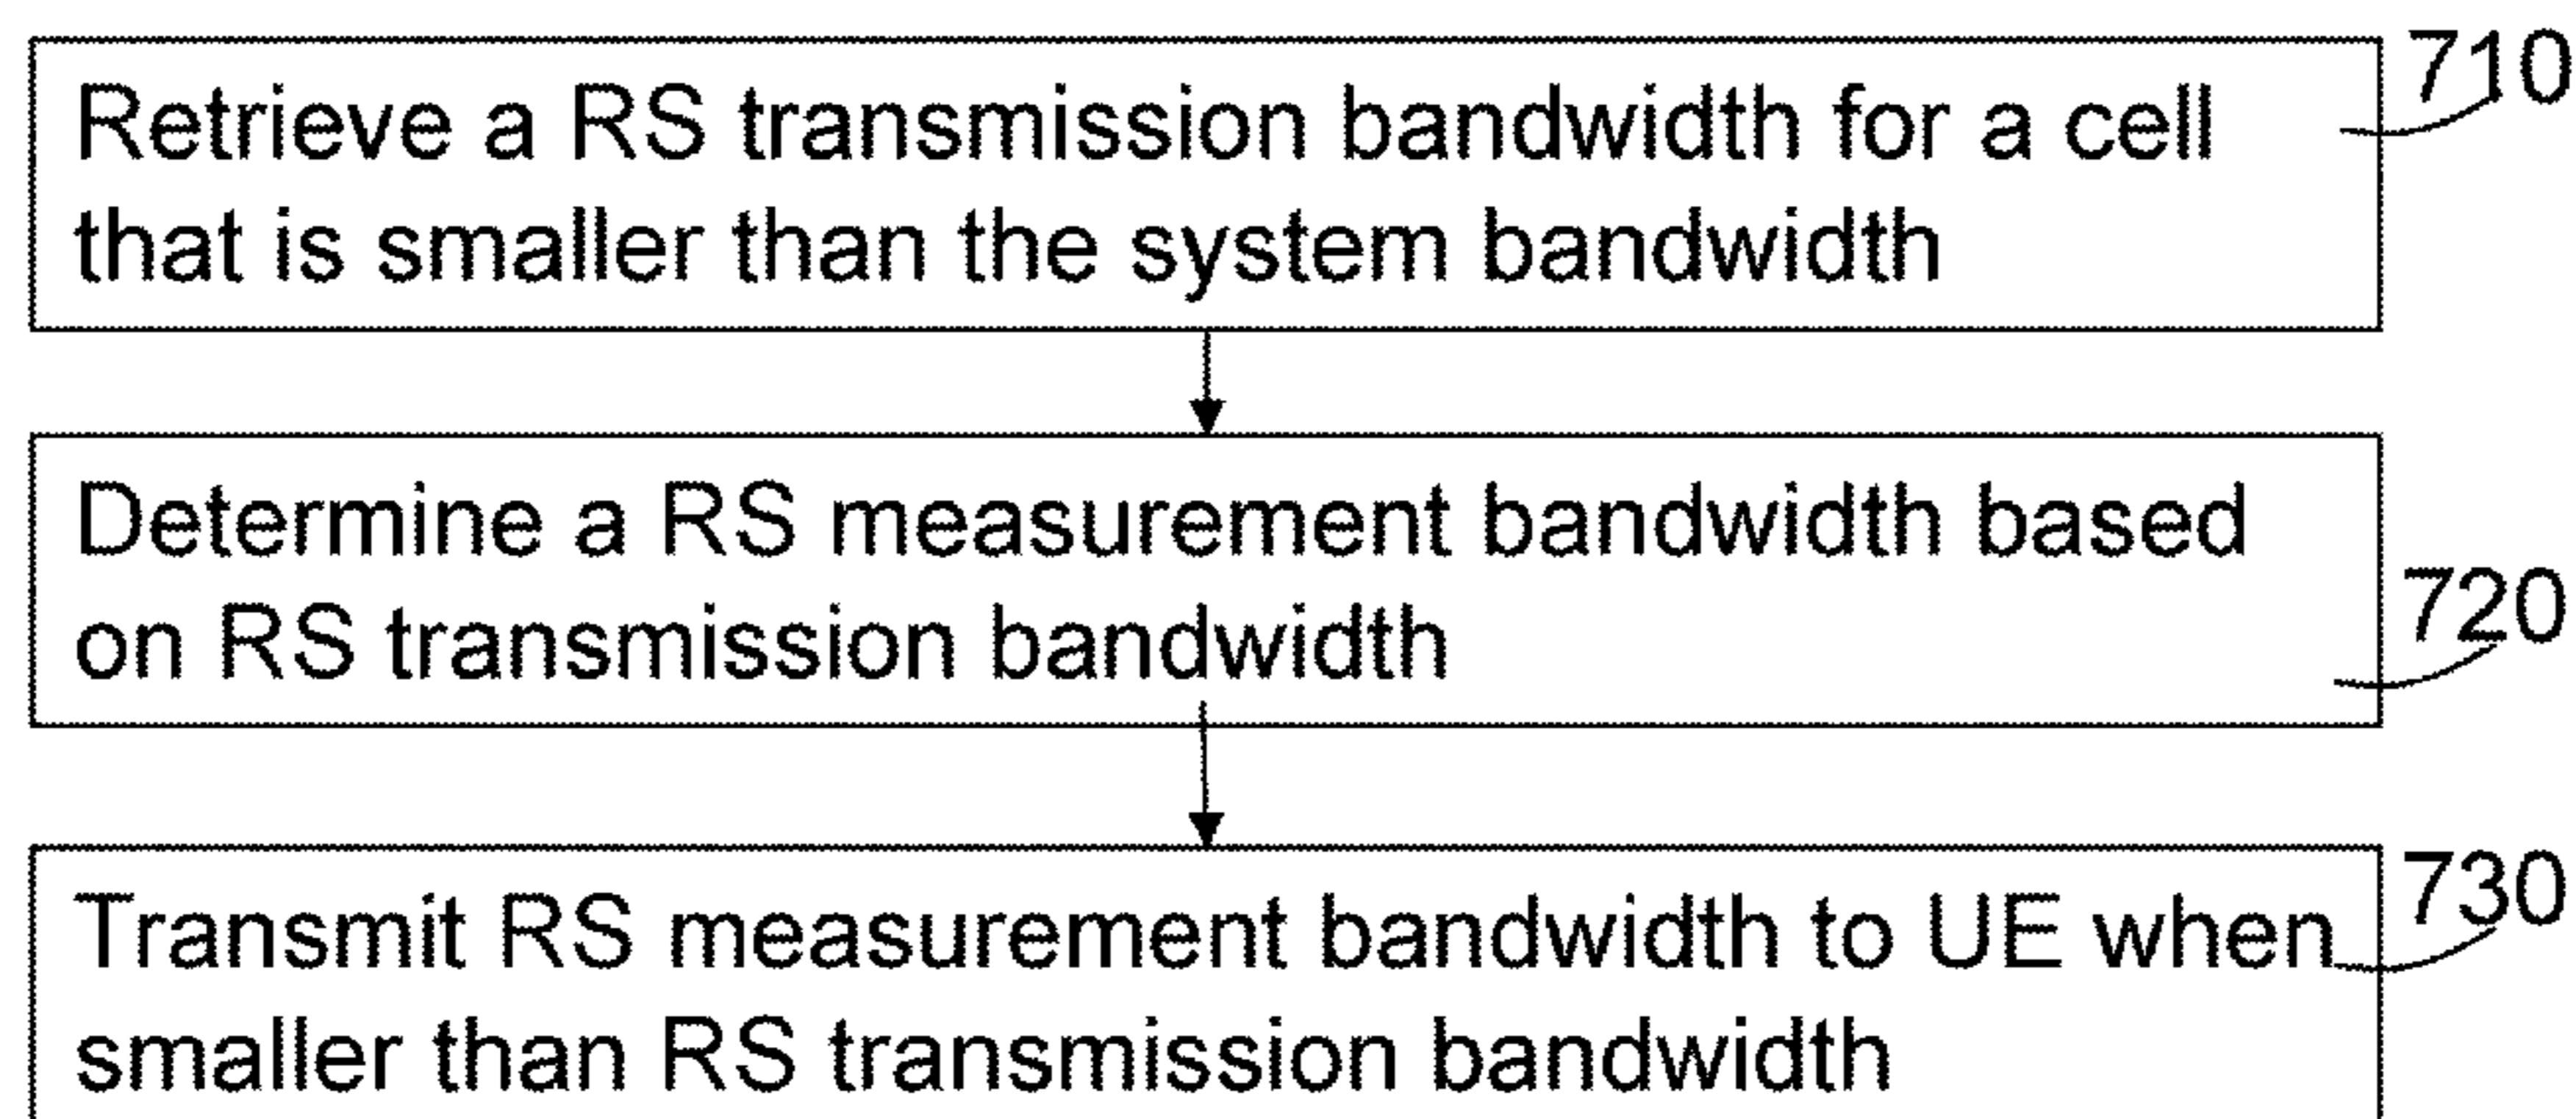 Retrieve a RS transmission bandwidth for a cell
that is smaller than the system bandwidth
710
Determine a RS measurement bandwidth based
on RS transmission bandwidth
720
Transmit RS measurement bandwidth to UE when
smaller than RS transmission bandwidth
730